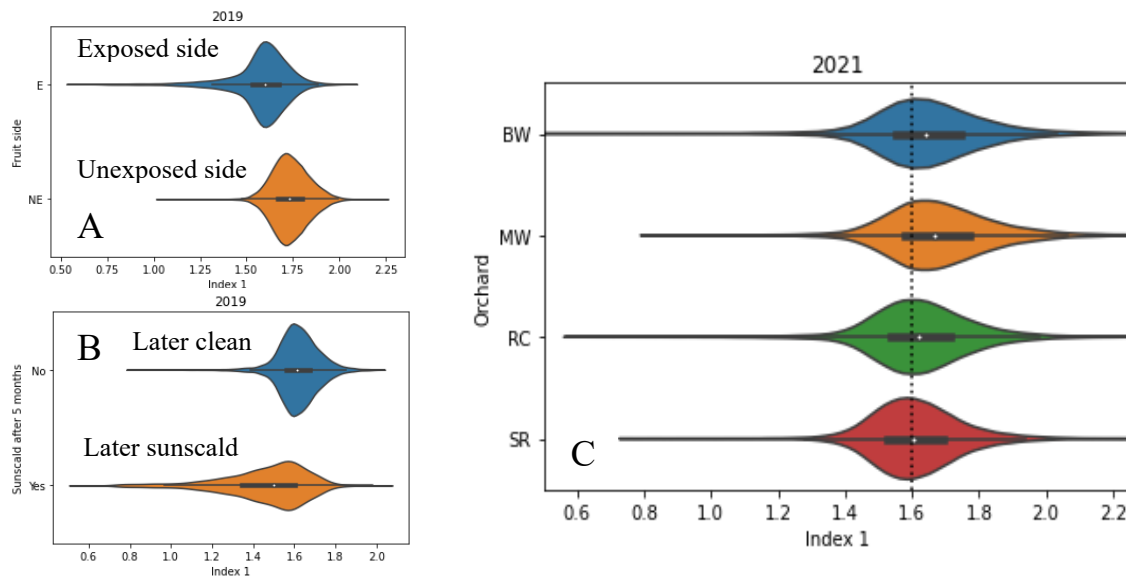 2019
Exposed side
E
Fruit side
Unexposed side
NE
A
0.50 0.75 1.00 1.25 1.50 1.75 2.00 2.25
Index 1
2019
B
Later clean
No
Sunscald after 5 months
Later sunscald
Yes
0.6 0.8 1.0 1.2 1.4 1.6 1.8 2.0
Index 1
2021
BW
MW
Orchard
RC
SR
C
0.6 0.8 1.0 1.2 1.4 1.6 1.8 2.0 2.2
Index 1